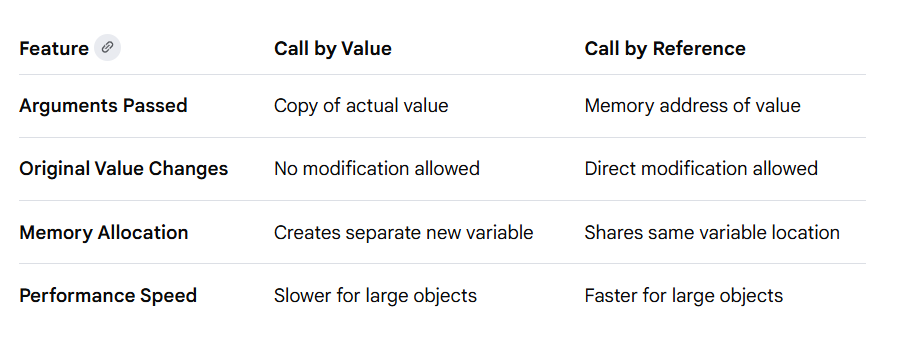 Feature Call by Value Call by Reference
Arguments Passed Copy of actual value Memory address of value
Original Value Changes No modification allowed Direct modification allowed
Memory Allocation Creates separate new variable Shares same variable location
Performance Speed Slower for large objects Faster for large objects